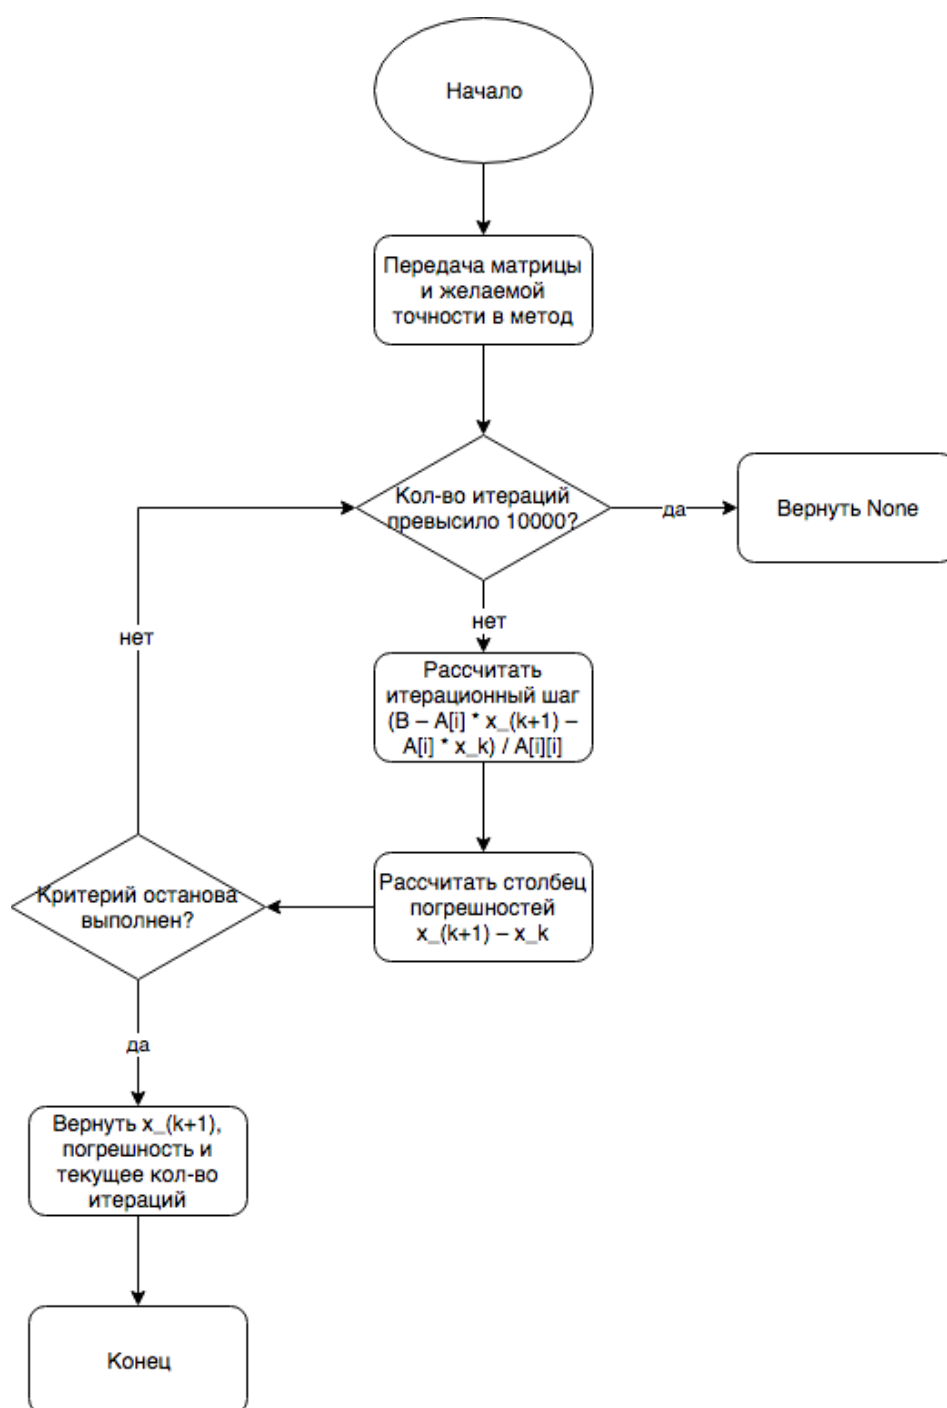 Начало
Передача матрицы
и желаемой
точности в метод
Кол-во итераций
превысило 10000?
да
Вернуть None
нет
нет
Рассчитать
итерационный шаг
(B – A[i] * x_(k+1) –
A[i] * x_k) / A[i][i]
Рассчитать столбец
погрешностей
x_(k+1) – x_k
Критерий останова
выполнен?
да
Вернуть x_(k+1),
погрешность и
текущее кол-во
итераций
Конец